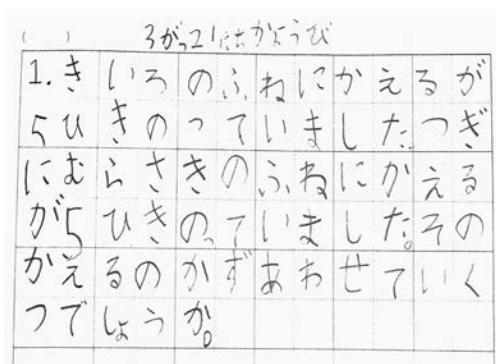 ( ) 3がつ21にちかようび
1.きいろのふねにかえるが
5ひきのっていました。つぎ
にむらさきのふねにかえる
が5ひきのっていました。その
かえるのかずあわせていく
つでしょうか。